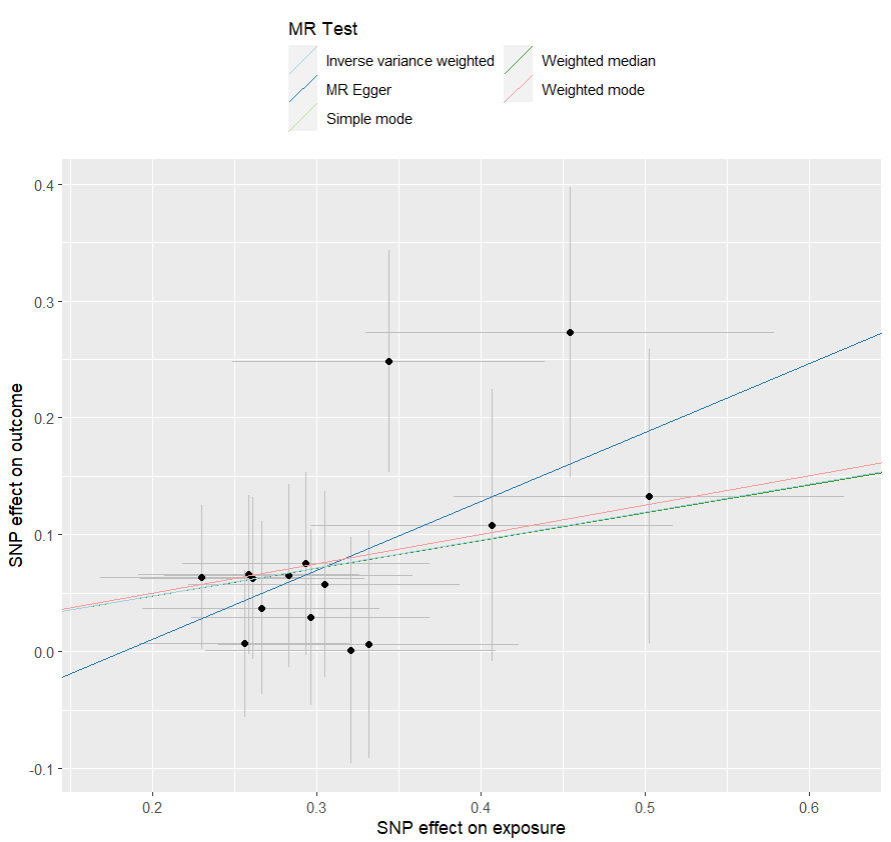 MR Test
Inverse variance weighted
Weighted median
MR Egger
Weighted mode
Simple mode
SNP effect on outcome
0.4
0.3
0.2
0.1
0.0
-0.1
0.2 0.3 0.4 0.5 0.6
SNP effect on exposure